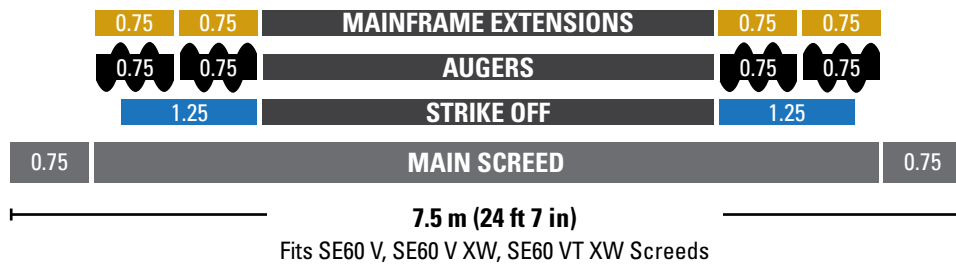 0.75 0.75 MAINFRAME EXTENSIONS 0.75 0.75
0.75 0.75 AUGERS 0.75 0.75
1.25 STRIKE OFF 1.25
0.75 MAIN SCREED 0.75
7.5 m (24 ft 7 in)
Fits SE60 V, SE60 V XW, SE60 VT XW Screeds